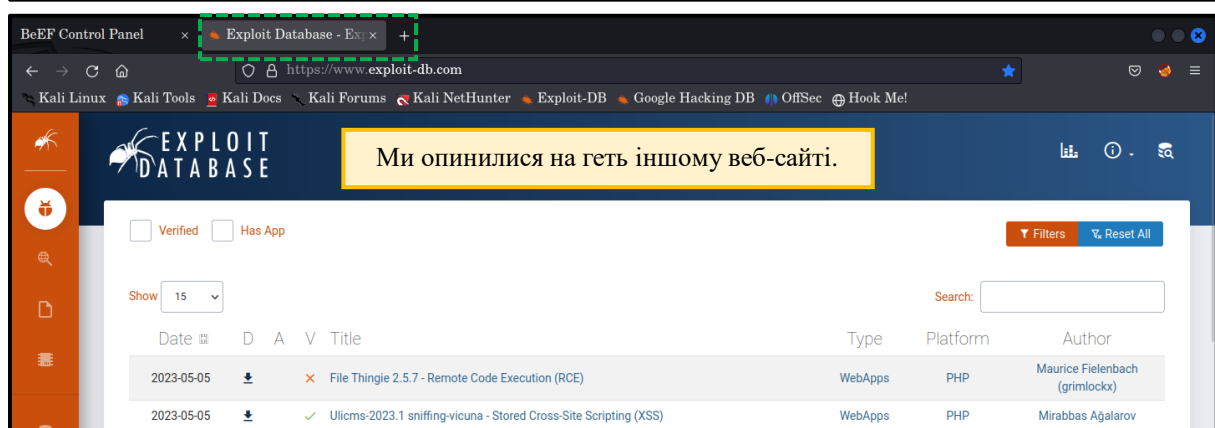 BeEF Control Panel × Exploit Database - Exp × +
https://www.exploit-db.com
Kali Linux Kali Tools Kali Docs Kali Forums Kali NetHunter Exploit-DB Google Hacking DB OffSec Hook Me!
EXPLOIT
DATABASE
Ми опинилися на геть іншому веб-сайті.
Verified Has App
Filters Reset All
Show 15
Search:
Date D A V Title Type Platform Author
2023-05-05 File Thingie 2.5.7 - Remote Code Execution (RCE) WebApps PHP Maurice Fielenbach
(grimlockx)
2023-05-05 Ulicms-2023.1 sniffing-vicuna - Stored Cross-Site Scripting (XSS) WebApps PHP Mirabbas Ağalarov